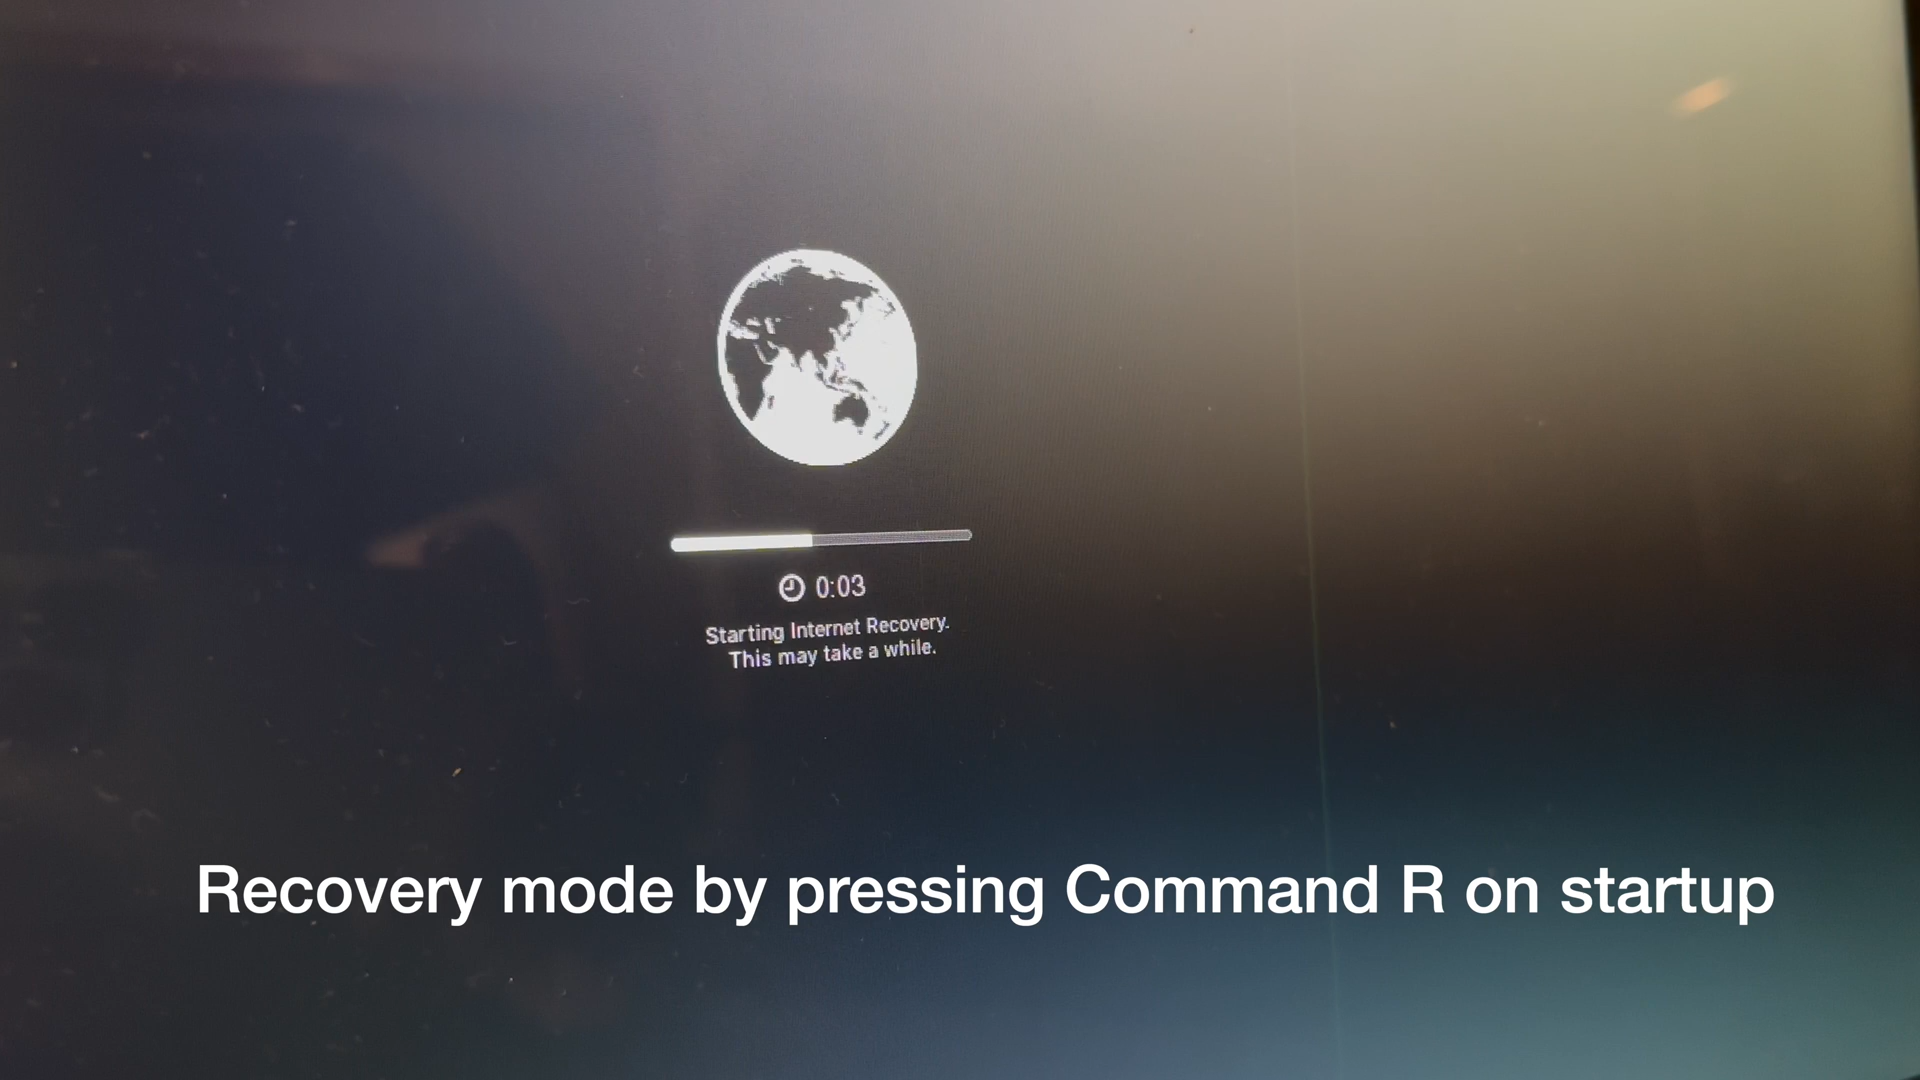 0:03
Starting Internet Recovery.
This may take a while.
Recovery mode by pressing Command R on startup